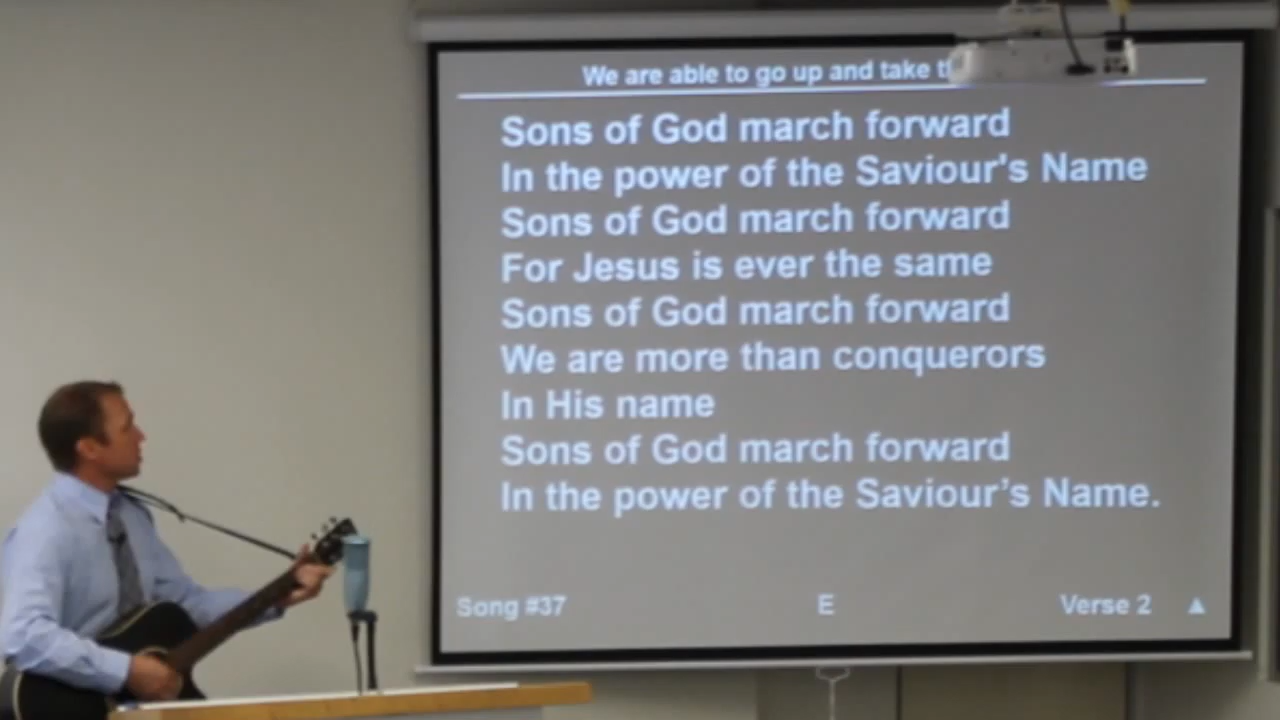 We are able to go up and take
Sons of God march forward
In the power of the Saviour's Name
Sons of God march forward
For Jesus is ever the same
Sons of God march forward
We are more than conquerors
In His name
Sons of God march forward
In the power of the Saviour’s Name.
Song #37 E Verse 2 ▲